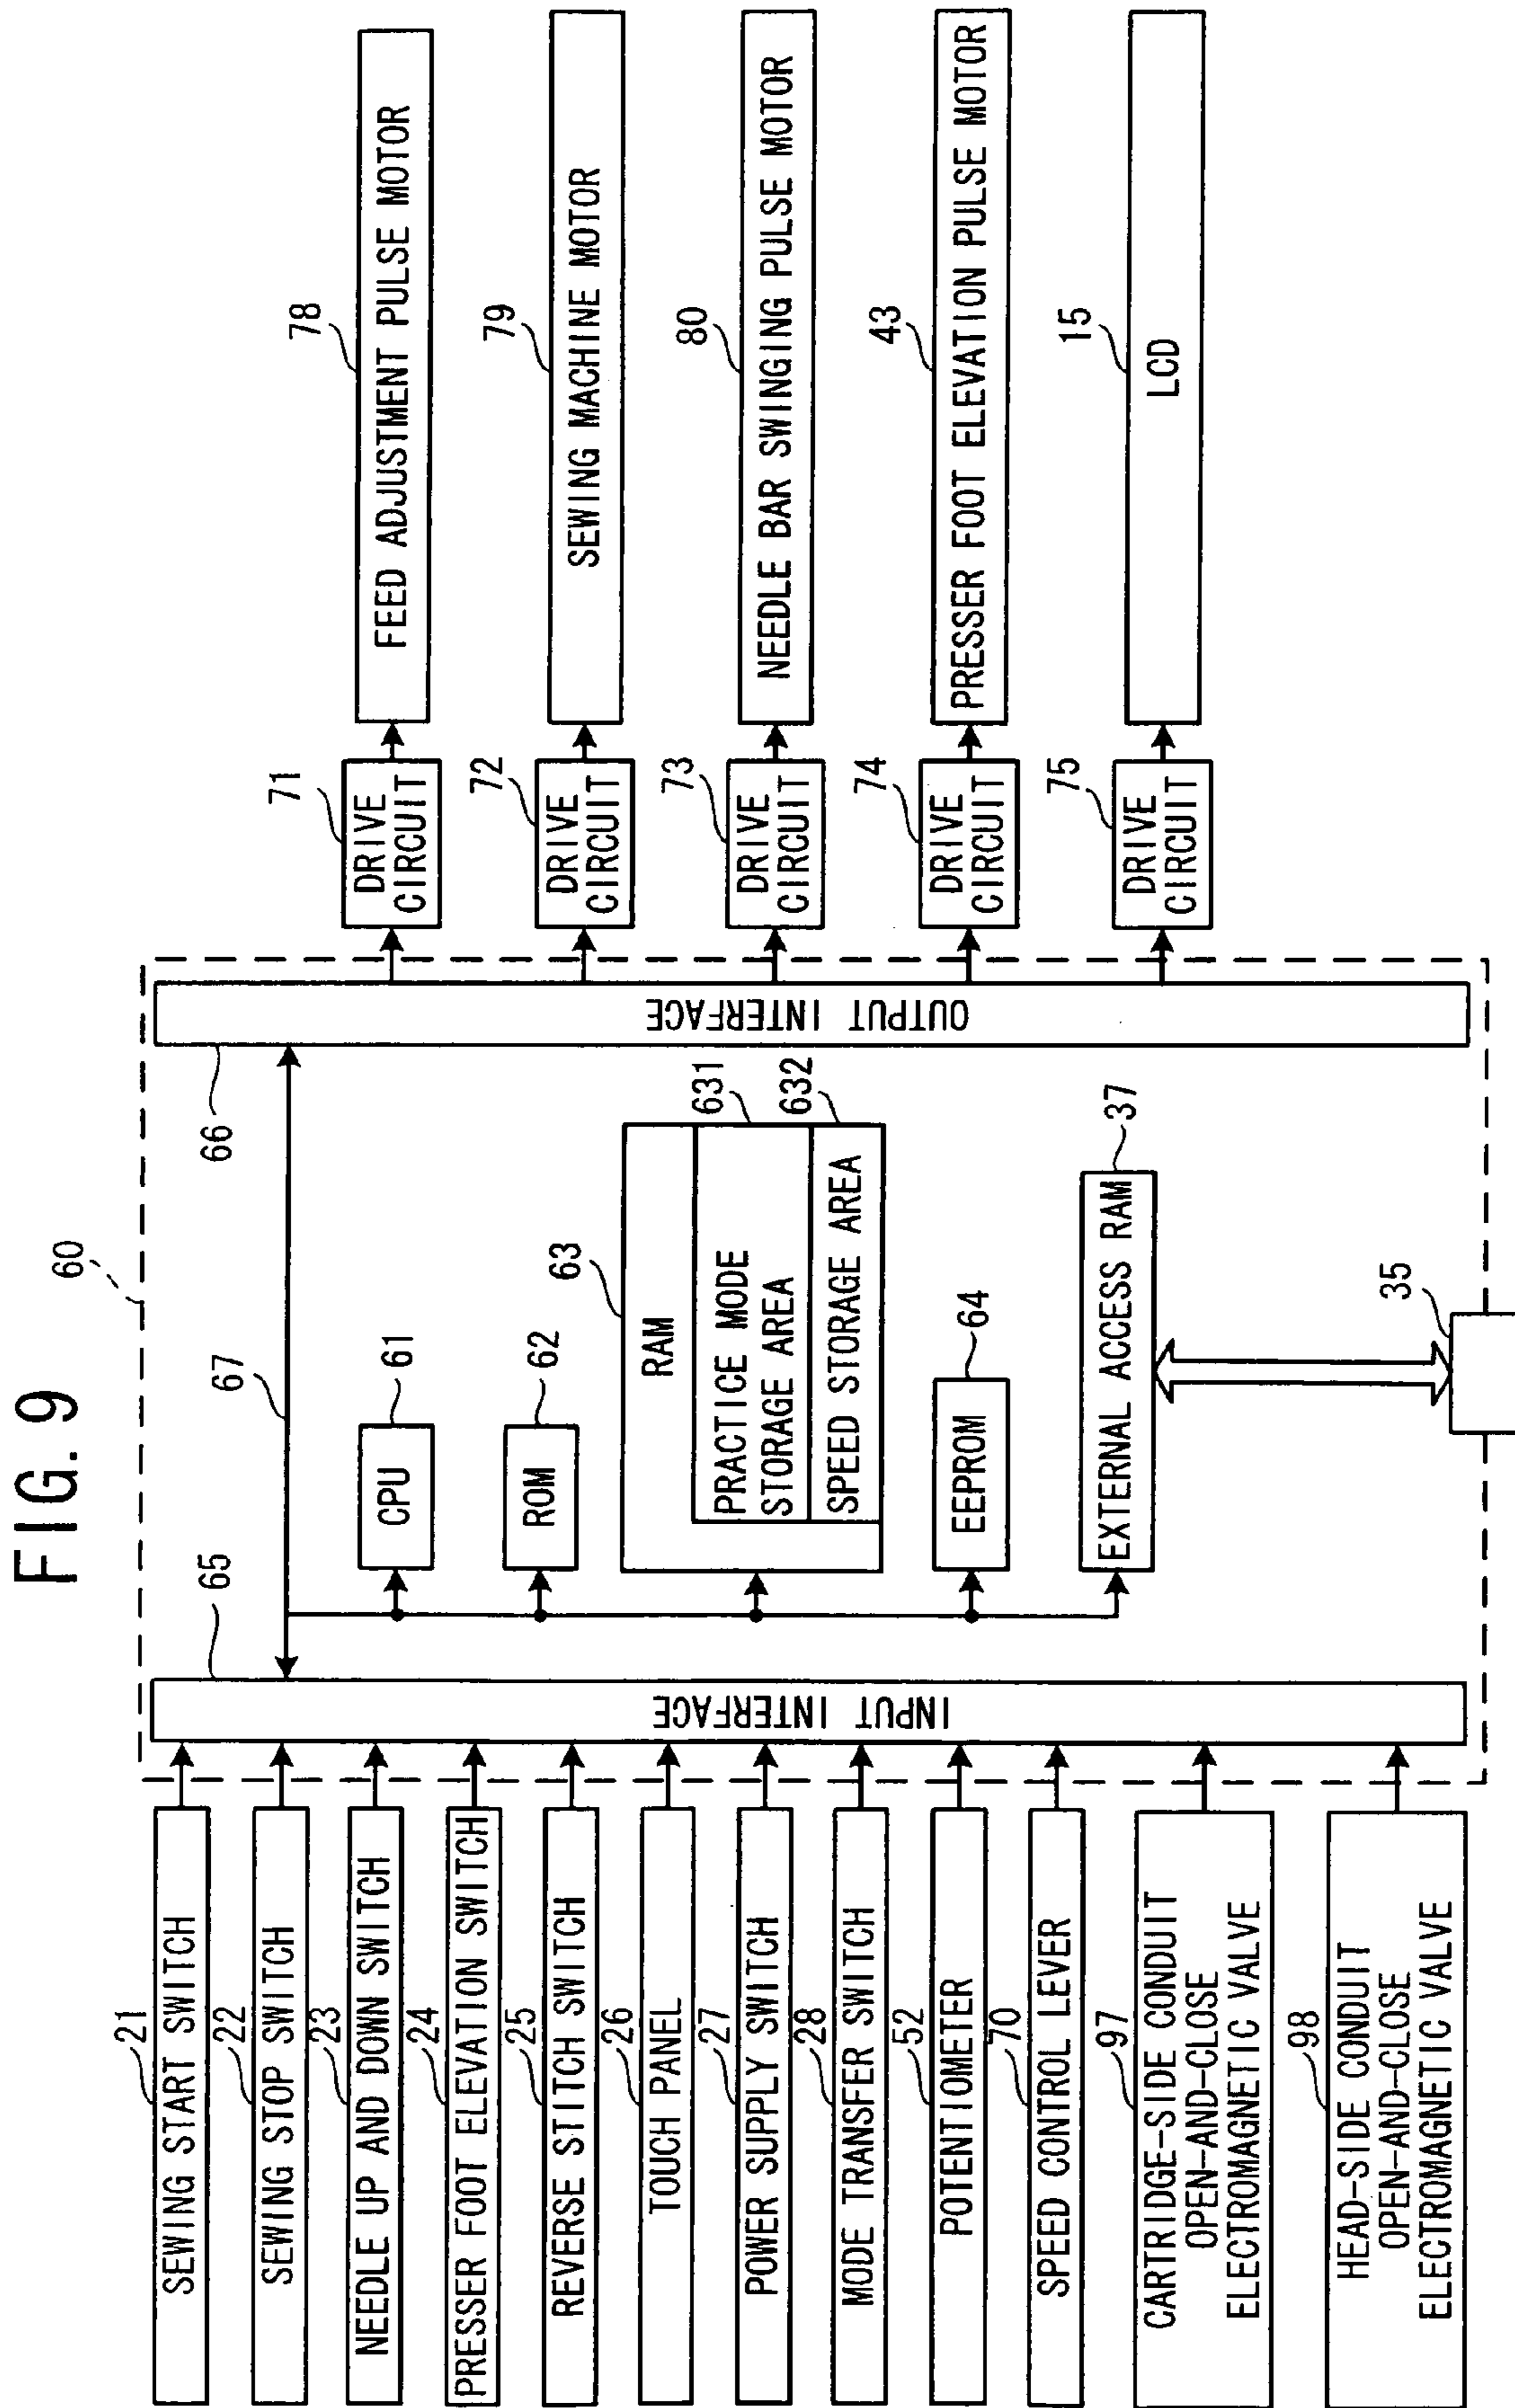 FIG. 9
60
21
SEWING START SWITCH
22
SEWING STOP SWITCH
23
NEEDLE UP AND DOWN SWITCH
24
PRESSER FOOT ELEVATION SWITCH
25
REVERSE STITCH SWITCH
26
TOUCH PANEL
27
POWER SUPPLY SWITCH
28
MODE TRANSFER SWITCH
52
POTENTIOMETER
70
SPEED CONTROL LEVER
97
CARTRIDGE-SIDE CONDUIT
OPEN-AND-CLOSE
ELECTROMAGNETIC VALVE
98
HEAD-SIDE CONDUIT
OPEN-AND-CLOSE
ELECTROMAGNETIC VALVE
65
INPUT INTERFACE
67
CPU
61
ROM
62
RAM
63
PRACTICE MODE
STORAGE AREA
631
SPEED STORAGE AREA
632
EEPROM
64
EXTERNAL ACCESS RAM
37
35
66
OUTPUT INTERFACE
71
DRIVE
CIRCUIT
72
DRIVE
CIRCUIT
73
DRIVE
CIRCUIT
74
DRIVE
CIRCUIT
75
DRIVE
CIRCUIT
78
FEED ADJUSTMENT PULSE MOTOR
79
SEWING MACHINE MOTOR
80
NEEDLE BAR SWINGING PULSE MOTOR
43
PRESSER FOOT ELEVATION PULSE MOTOR
15
LCD